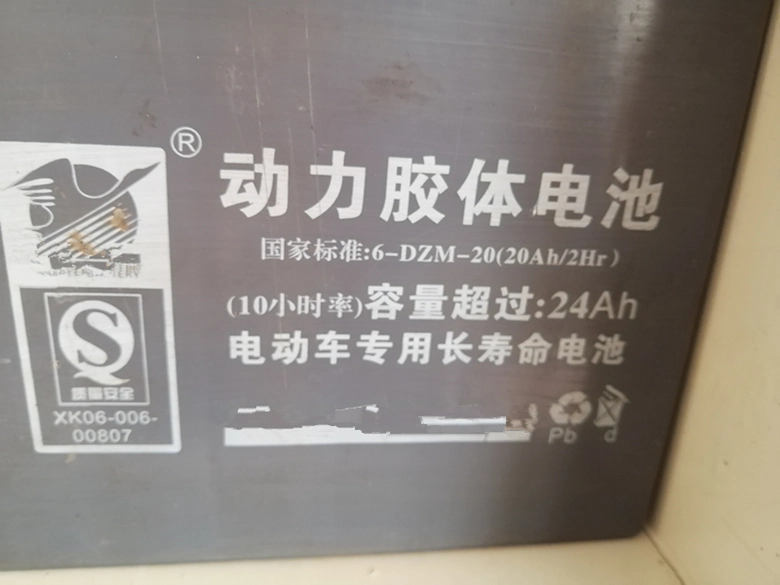 ®
动力胶体电池
国家标准:6-DZM-20(20Ah/2Hr)
(10小时率)容量超过:24Ah
电动车专用长寿命电池
质量安全
XK06-006-
00807
Pb